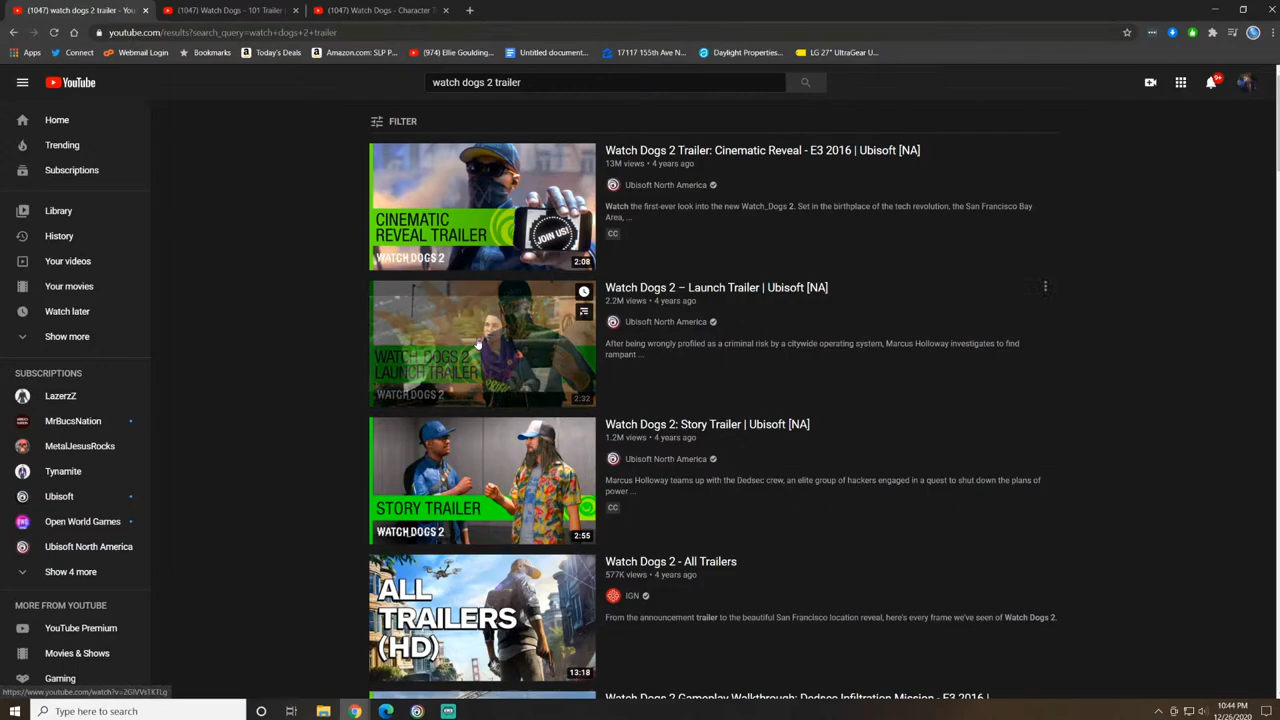 (1047) watch dogs 2 trailer - You
(1047) Watch Dogs - 101 Trailer |
(1047) Watch Dogs - Character T
youtube.com/results?search_query=watch+dogs+2+trailer
Apps
Connect
Webmail Login
Bookmarks
Today's Deals
Amazon.com: SLP P...
(974) Ellie Goulding...
Untitled document...
17117 155th Ave N...
Daylight Properties...
LG 27" UltraGear U...
YouTube
watch dogs 2 trailer
9+
Home
Trending
Subscriptions
Library
History
Your videos
Your movies
Watch later
Show more
SUBSCRIPTIONS
LazerzZ
MrBucsNation
MetalJesusRocks
Tynamite
Ubisoft
Open World Games
Ubisoft North America
Show 4 more
MORE FROM YOUTUBE
YouTube Premium
Movies & Shows
Gaming
FILTER
CINEMATIC
REVEAL TRAILER
JOIN US!
WATCH DOGS 2
2:08
Watch Dogs 2 Trailer: Cinematic Reveal - E3 2016 | Ubisoft [NA]
13M views • 4 years ago
Ubisoft North America
Watch the first-ever look into the new Watch_Dogs 2. Set in the birthplace of the tech revolution, the San Francisco Bay
Area, ...
CC
WATCH_DOGS 2
LAUNCH TRAILER
WATCH DOGS 2
2:32
Watch Dogs 2 – Launch Trailer | Ubisoft [NA]
2.2M views • 4 years ago
Ubisoft North America
After being wrongly profiled as a criminal risk by a citywide operating system, Marcus Holloway investigates to find
rampant ...
STORY TRAILER
WATCH DOGS 2
2:55
Watch Dogs 2: Story Trailer | Ubisoft [NA]
1.2M views • 4 years ago
Ubisoft North America
Marcus Holloway teams up with the Dedsec crew, an elite group of hackers engaged in a quest to shut down the plans of
power ...
CC
ALL
TRAILERS
(HD)
13:18
Watch Dogs 2 - All Trailers
577K views • 4 years ago
IGN
From the announcement trailer to the beautiful San Francisco location reveal, here's every frame we've seen of Watch Dogs 2.
Watch Dogs 2 Gameplay Walkthrough: Dedsec Infiltration Mission - E3 2016 |
Type here to search
10:44 PM
12/26/2020